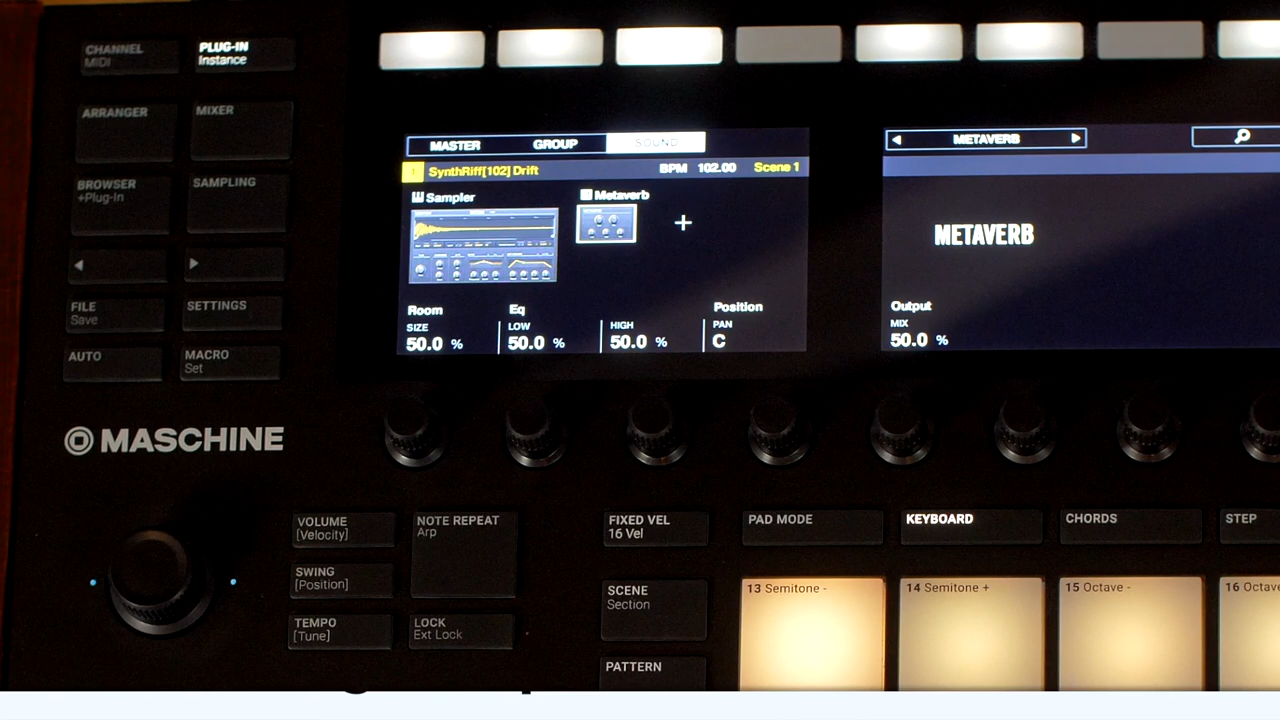 CHANNEL
MIDI
PLUG-IN
Instance
ARRANGER
MIXER
BROWSER
+Plug-In
SAMPLING
FILE
Save
SETTINGS
AUTO
MACRO
Set
MASCHINE
MASTER GROUP SOUND
1 SynthRiff[102] Drift BPM 102.00 Scene 1
Sampler
Metaverb
+
Room Eq Position
SIZE LOW HIGH PAN
50.0 % 50.0 % 50.0 % C
METAVERB
METAVERB
Output
MIX
50.0 %
VOLUME
[Velocity]
SWING
[Position]
TEMPO
[Tune]
NOTE REPEAT
Arp
LOCK
Ext Lock
FIXED VEL
16 Vel
PAD MODE
KEYBOARD
CHORDS
STEP
SCENE
Section
PATTERN
13 Semitone -
14 Semitone +
15 Octave -
16 Octave